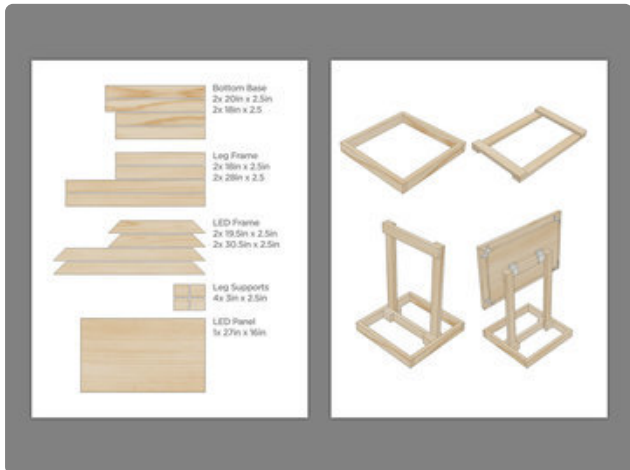 Bottom Base
2x 20in x 2.5in
2x 18in x 2.5
Leg Frame
2x 18in x 2.5in
2x 28in x 2.5
LED Frame
2x 19.5in x 2.5in
2x 30.5in x 2.5in
Leg Supports
4x 3in x 2.5in
LED Panel
1x 27in x 16in